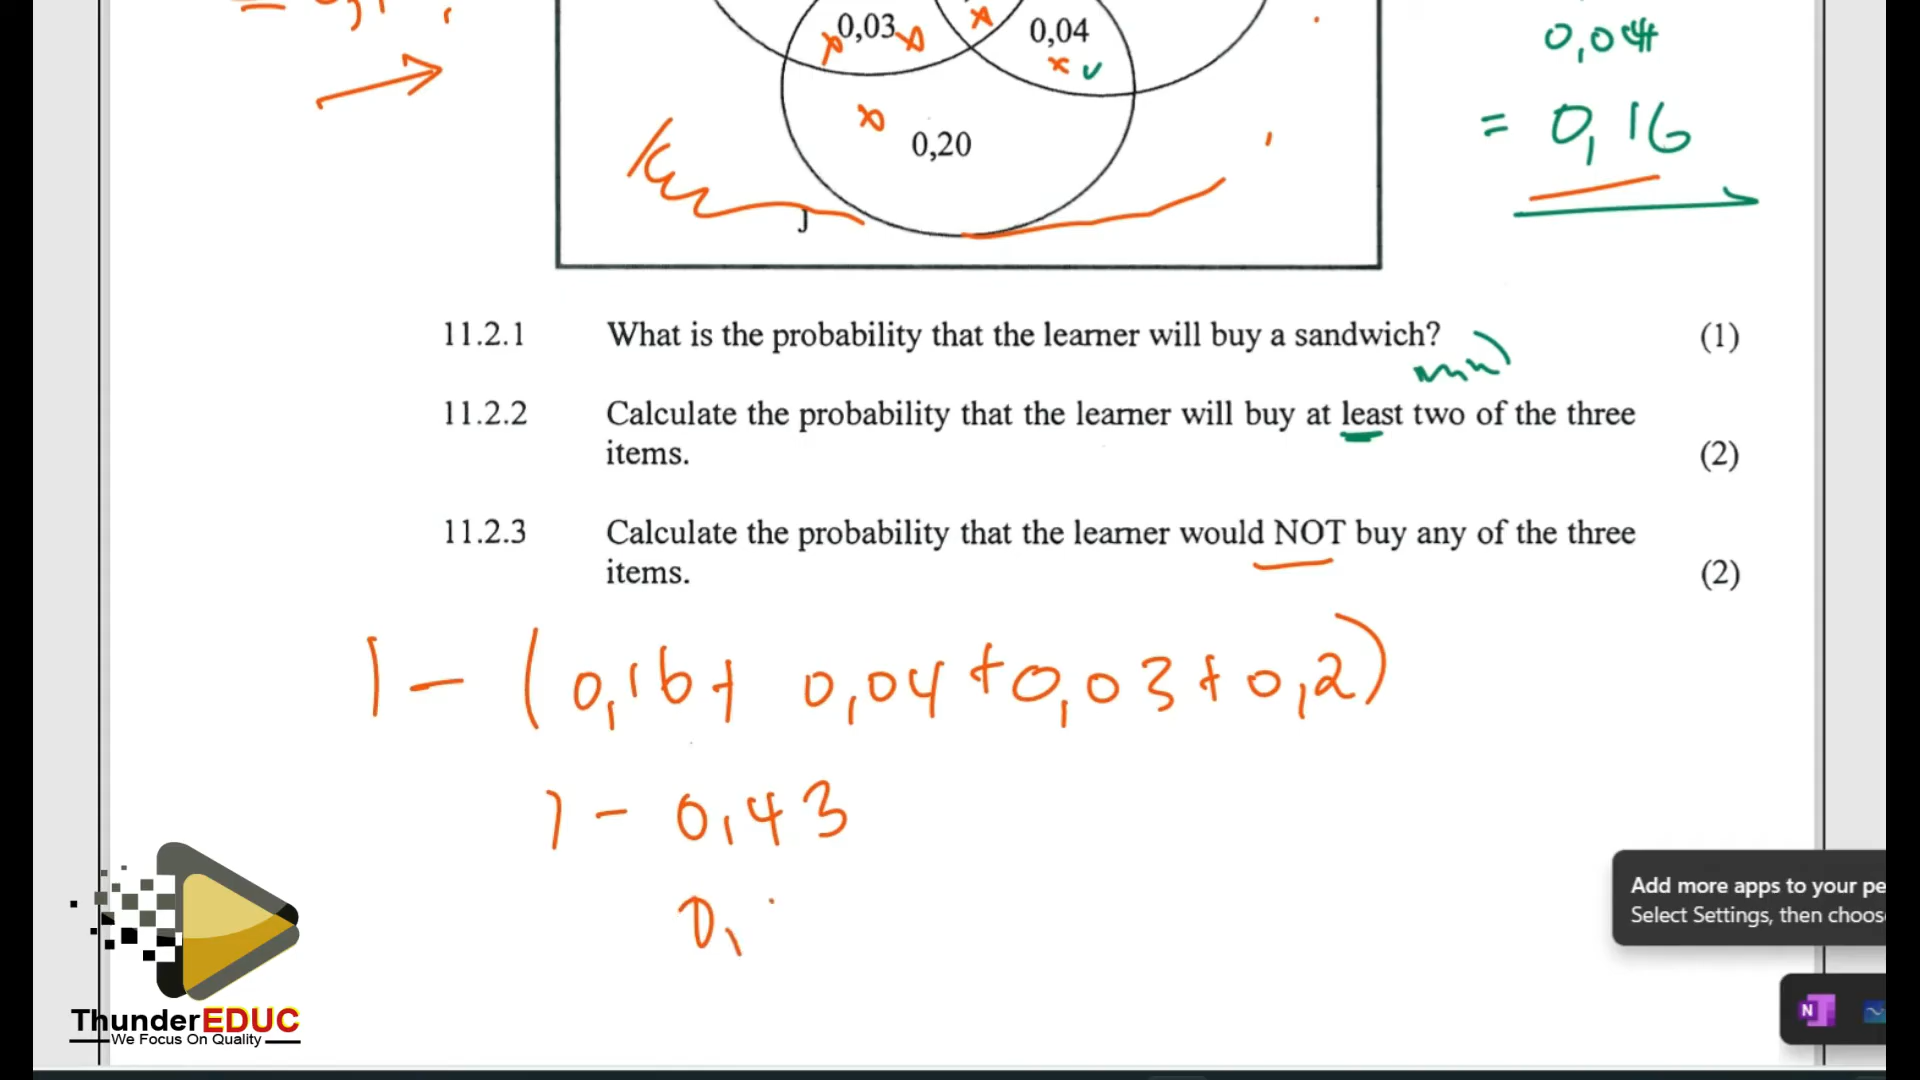 0,03
0,04
0,04
= 0,16
0,20
J
11.2.1 What is the probability that the learner will buy a sandwich? (1)
11.2.2 Calculate the probability that the learner will buy at least two of the three
items. (2)
11.2.3 Calculate the probability that the learner would NOT buy any of the three
items. (2)
1 - (0,16 + 0,04 + 0,03 + 0,2)
1 - 0,43
0,
Add more apps to your pe
Select Settings, then choos
N
ThunderEDUC
We Focus On Quality